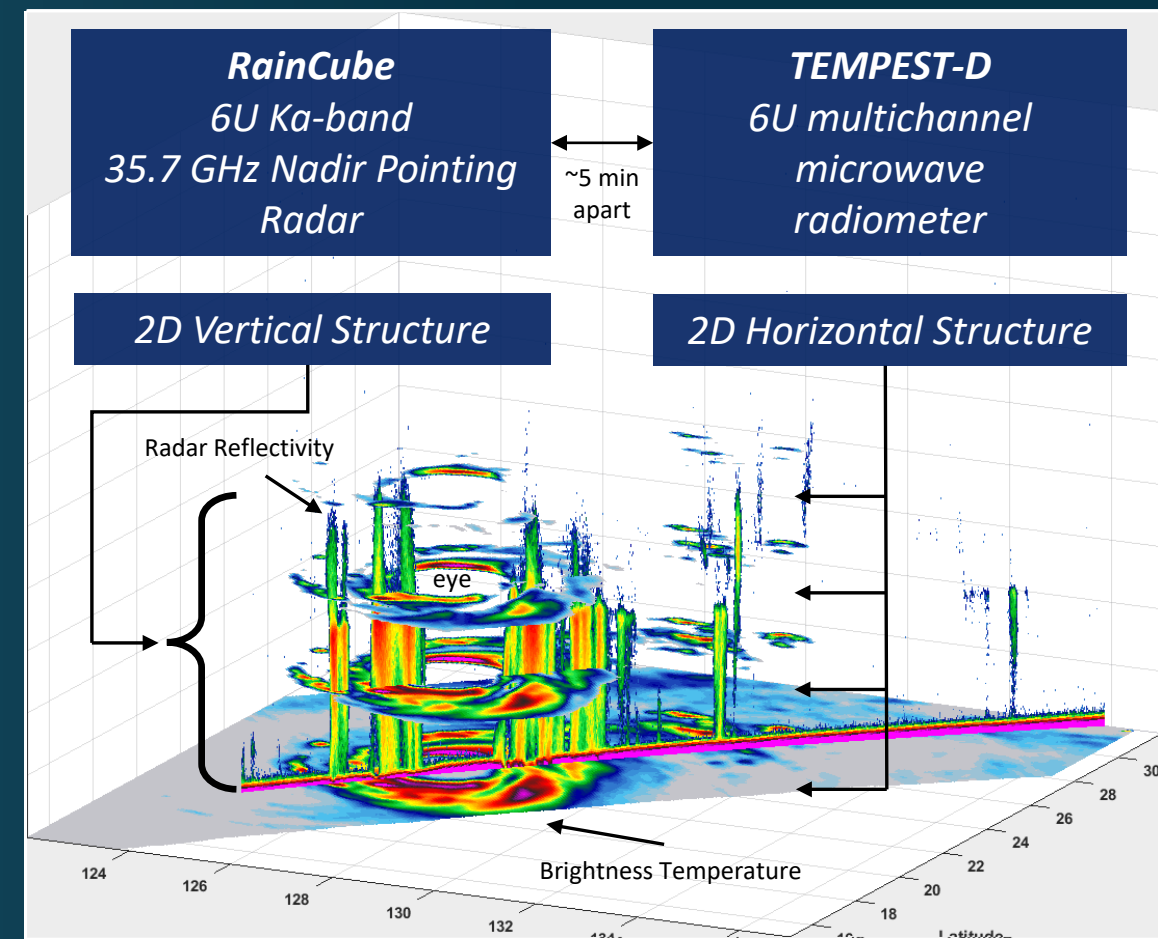 RainCube
6U Ka-band
35.7 GHz Nadir Pointing
Radar
~5 min
apart
TEMPEST-D
6U multichannel
microwave
radiometer
2D Vertical Structure
2D Horizontal Structure
Radar Reflectivity
eye
Brightness Temperature
124
126
128
130
132
18
20
22
24
26
28
30